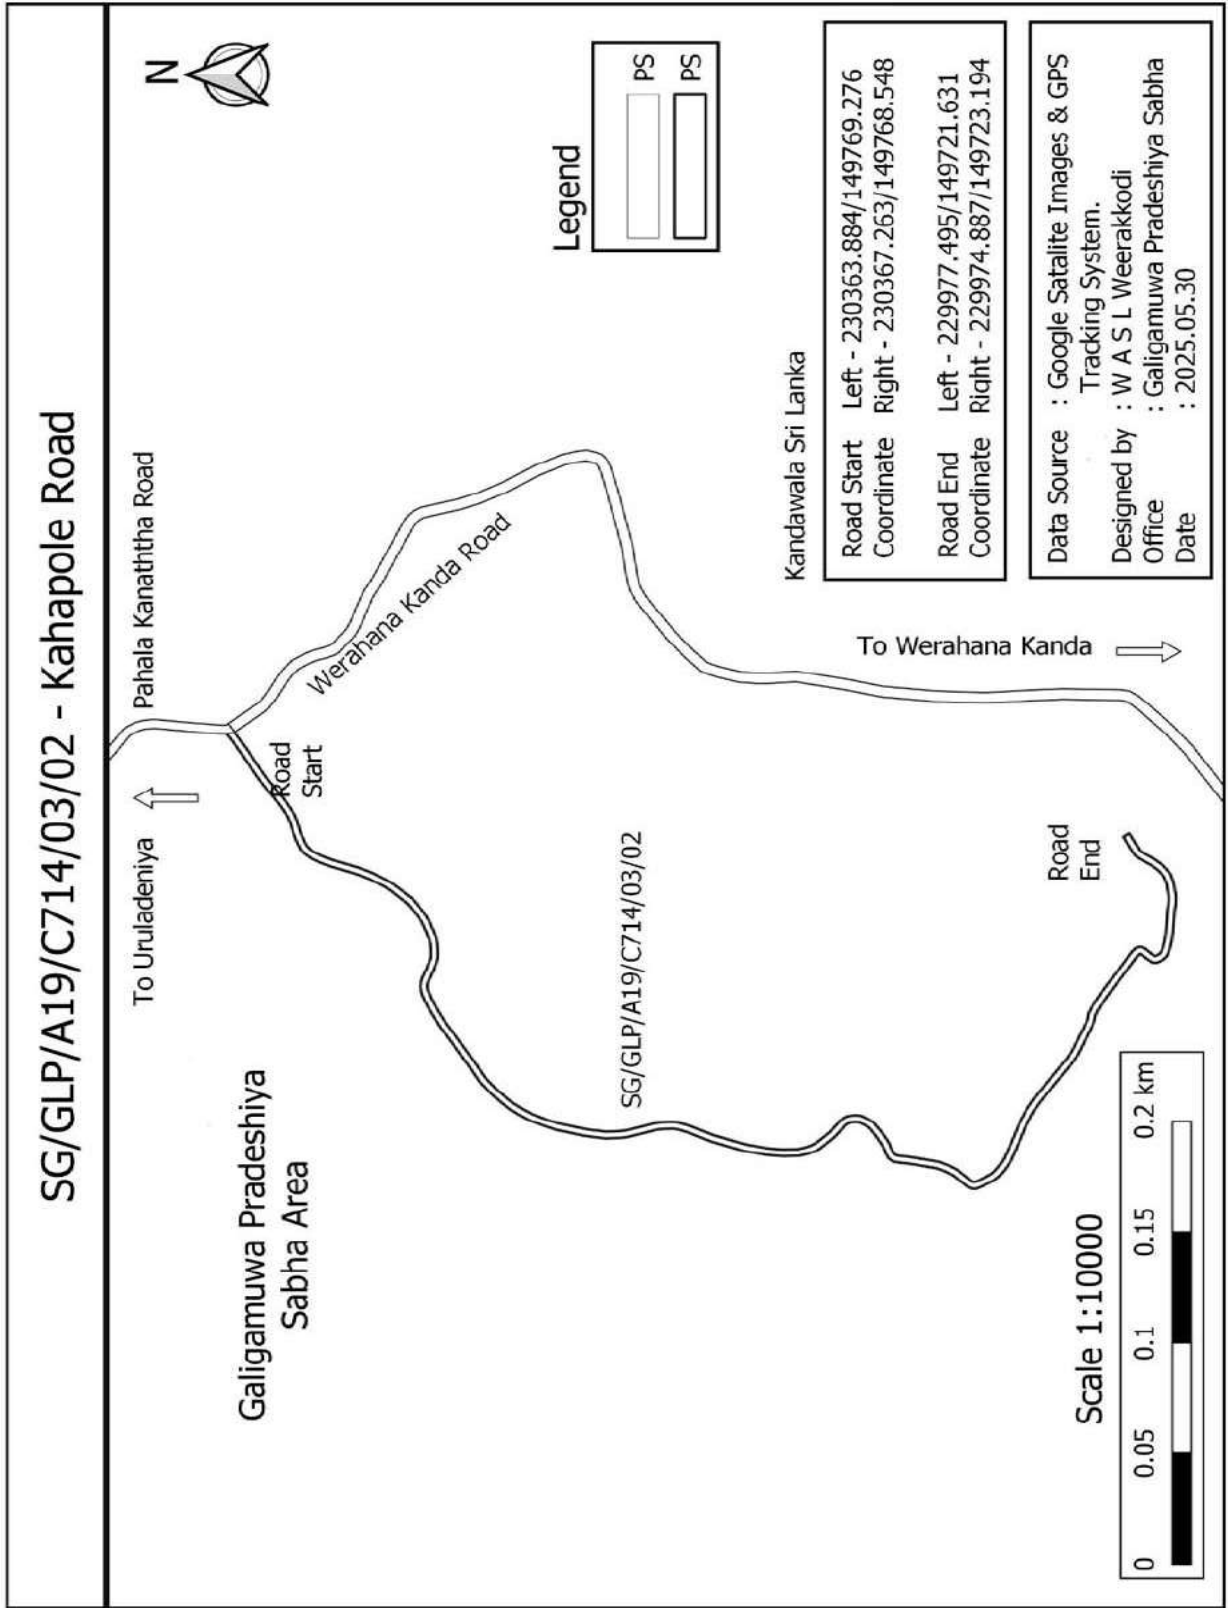 SG/GLP/A19/C714/03/02 - Kahapole Road
N
To Uruladeniya
Pahala Kanaththa Road
Galigamuwa Pradeshiya
Sabha Area
Road
Start
Werahana Kanda Road
Legend
PS
PS
SG/GLP/A19/C714/03/02
Kandawala Sri Lanka
Road Start Left - 230363.884/149769.276
Coordinate Right - 230367.263/149768.548
Road End Left - 229977.495/149721.631
Coordinate Right - 229974.887/149723.194
To Werahana Kanda
Road
End
Data Source : Google Satalite Images & GPS
Tracking System.
Designed by : W A S L Weerakkodi
Office : Galigamuwa Pradeshiya Sabha
Date : 2025.05.30
Scale 1:10000
0 0.05 0.1 0.15 0.2 km